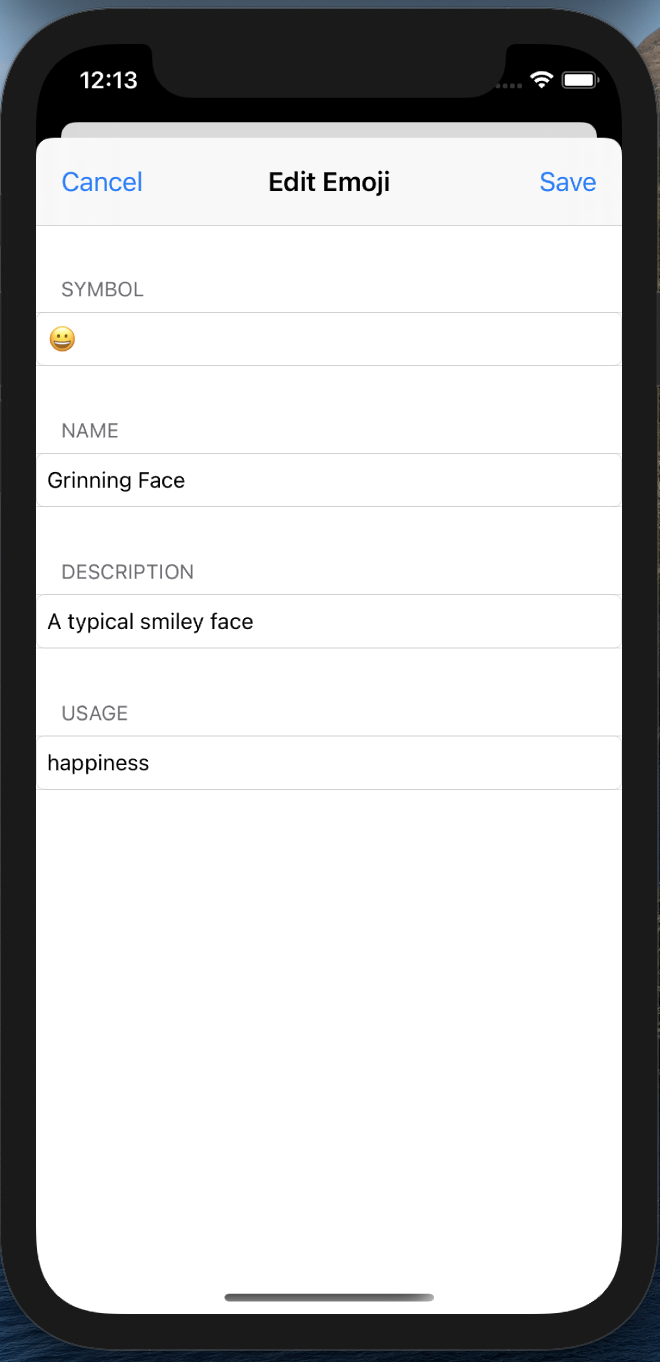 12:13
Cancel Edit Emoji Save
SYMBOL
😀
NAME
Grinning Face
DESCRIPTION
A typical smiley face
USAGE
happiness